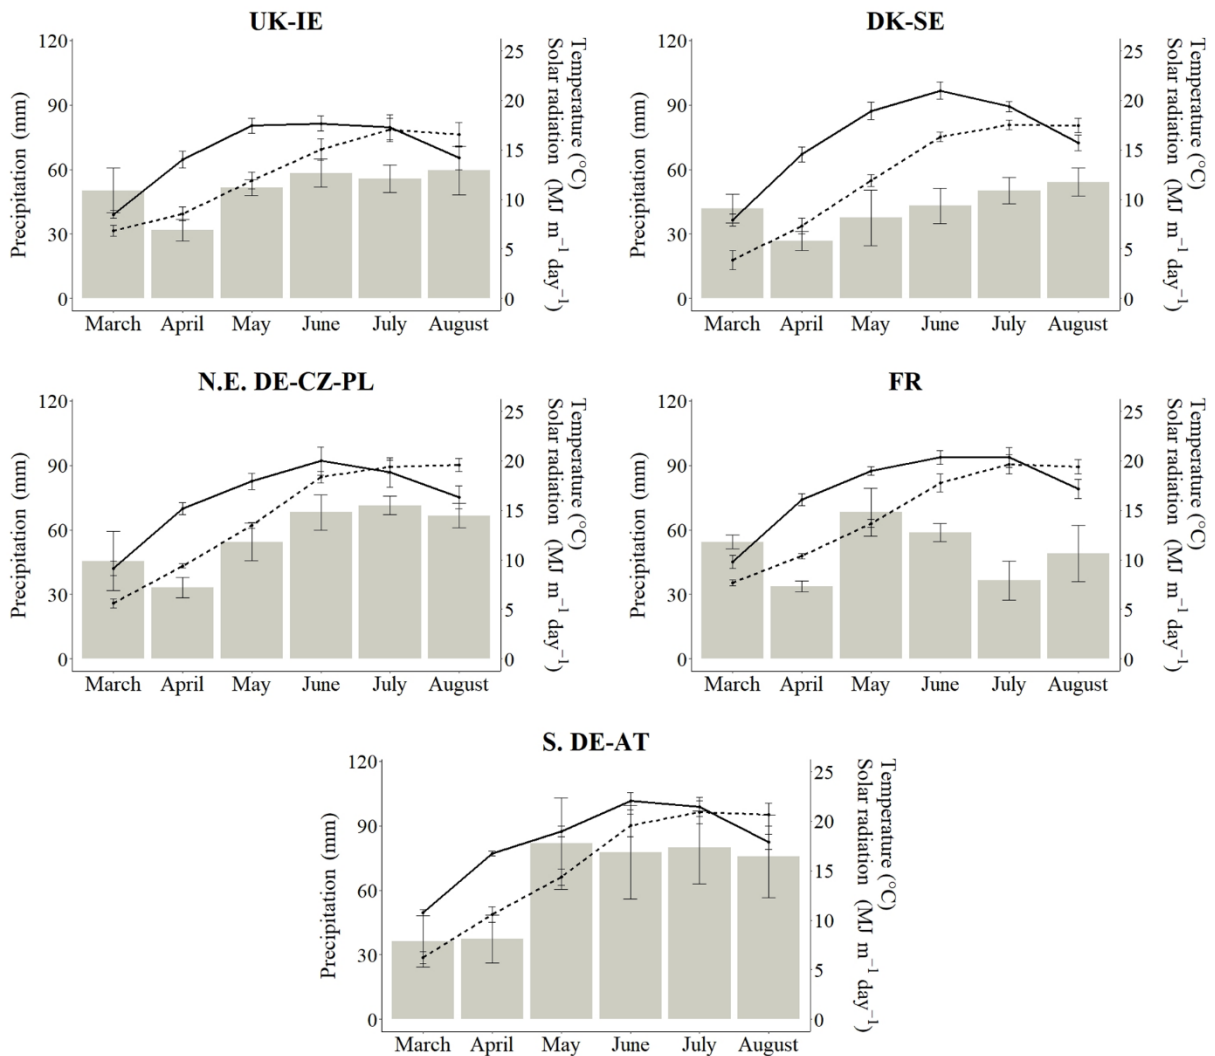 UK-IE
Precipitation (mm)
120
90
60
30
0
25
20
15
10
5
0
Temperature (°C)
Solar radiation (MJ m⁻¹ day⁻¹)
March April May June July August
DK-SE
Precipitation (mm)
120
90
60
30
0
25
20
15
10
5
0
Temperature (°C)
Solar radiation (MJ m⁻¹ day⁻¹)
March April May June July August
N.E. DE-CZ-PL
Precipitation (mm)
120
90
60
30
0
25
20
15
10
5
0
Temperature (°C)
Solar radiation (MJ m⁻¹ day⁻¹)
March April May June July August
FR
Precipitation (mm)
120
90
60
30
0
25
20
15
10
5
0
Temperature (°C)
Solar radiation (MJ m⁻¹ day⁻¹)
March April May June July August
S. DE-AT
Precipitation (mm)
120
90
60
30
0
25
20
15
10
5
0
Temperature (°C)
Solar radiation (MJ m⁻¹ day⁻¹)
March April May June July August